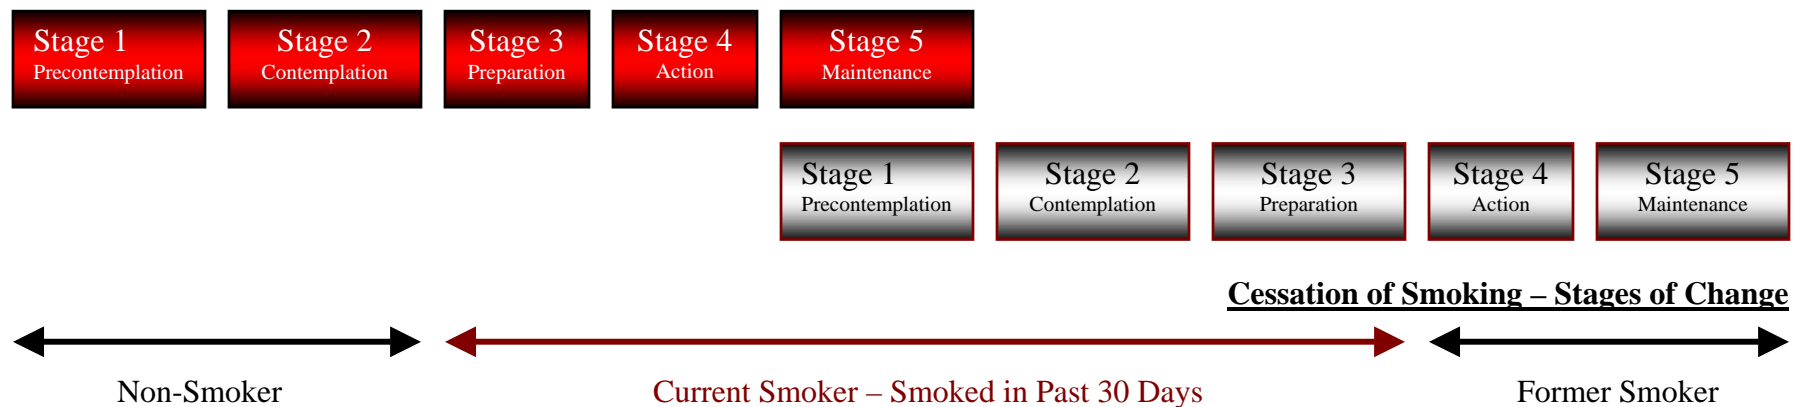 Stage 1
Precontemplation
Stage 2
Contemplation
Stage 3
Preparation
Stage 4
Action
Stage 5
Maintenance
Stage 1
Precontemplation
Stage 2
Contemplation
Stage 3
Preparation
Stage 4
Action
Stage 5
Maintenance
Cessation of Smoking – Stages of Change
Non-Smoker
Current Smoker – Smoked in Past 30 Days
Former Smoker